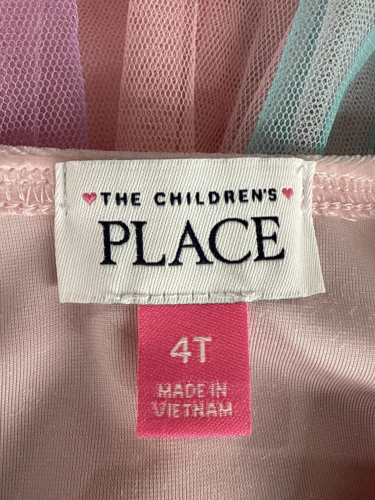 THE CHILDREN'S
PLACE
4T
MADE IN
VIETNAM